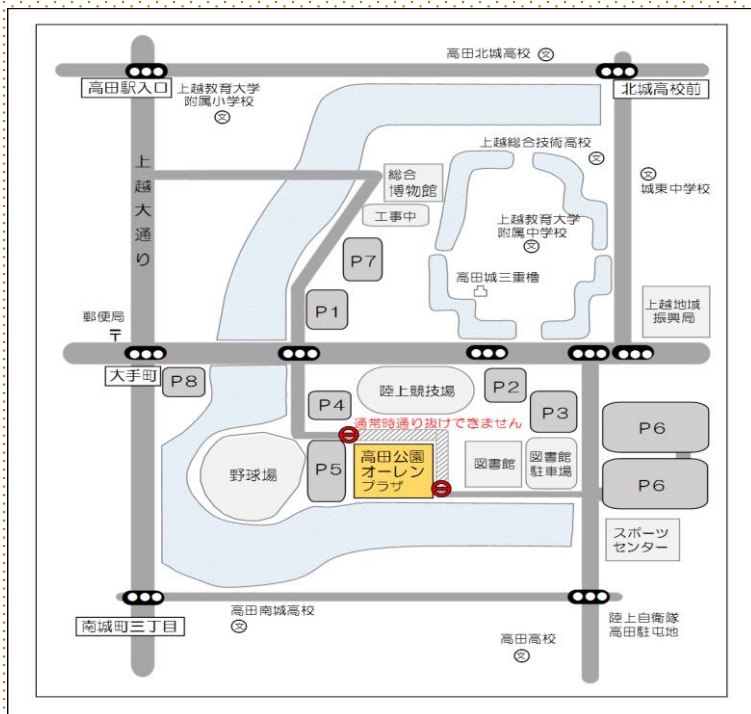 高田北城高校
高田駅入口
上越教育大学
附属小学校
北城高校前
上越総合技術高校
上越大通り
総合
博物館
工事中
城東中学校
上越教育大学
附属中学校
P7
高田城三重櫓
P1
上越地域
振興局
郵便局
〒
大手町
P8
陸上競技場
P2
P4
P3
通常時通り抜けできません
P6
野球場
P5
高田公園
オーレン
プラザ
図書館
図書館
駐車場
P6
スポーツ
センター
高田南城高校
南城町三丁目
高田高校
陸上自衛隊
高田駐屯地
文
文
文
文
文
文
文